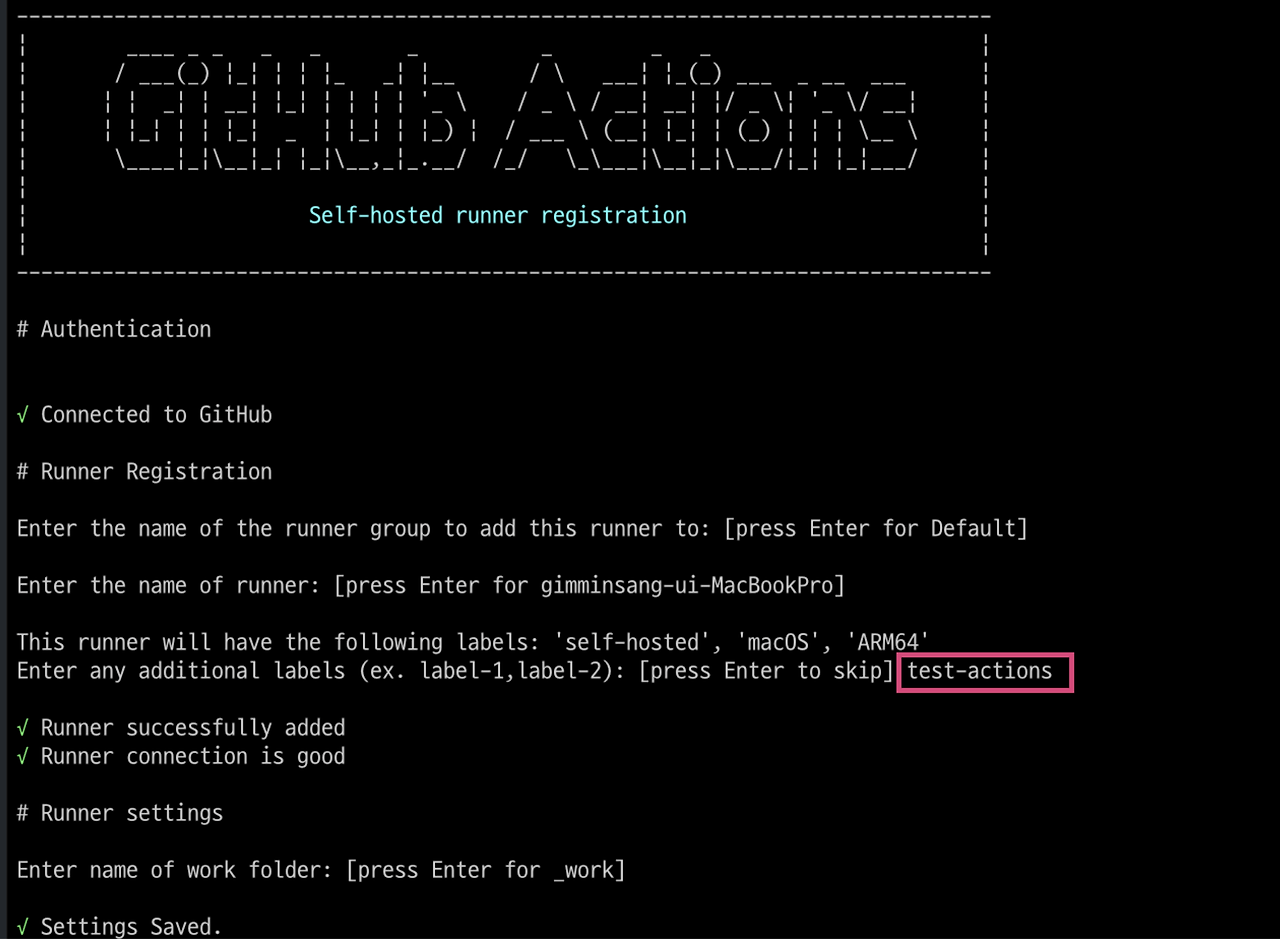 GitHub Actions
Self-hosted runner registration
# Authentication
√ Connected to GitHub
# Runner Registration
Enter the name of the runner group to add this runner to: [press Enter for Default]
Enter the name of runner: [press Enter for gimminsang-ui-MacBookPro]
This runner will have the following labels: 'self-hosted', 'macOS', 'ARM64'
Enter any additional labels (ex. label-1,label-2): [press Enter to skip] test-actions
√ Runner successfully added
√ Runner connection is good
# Runner settings
Enter name of work folder: [press Enter for _work]
√ Settings Saved.